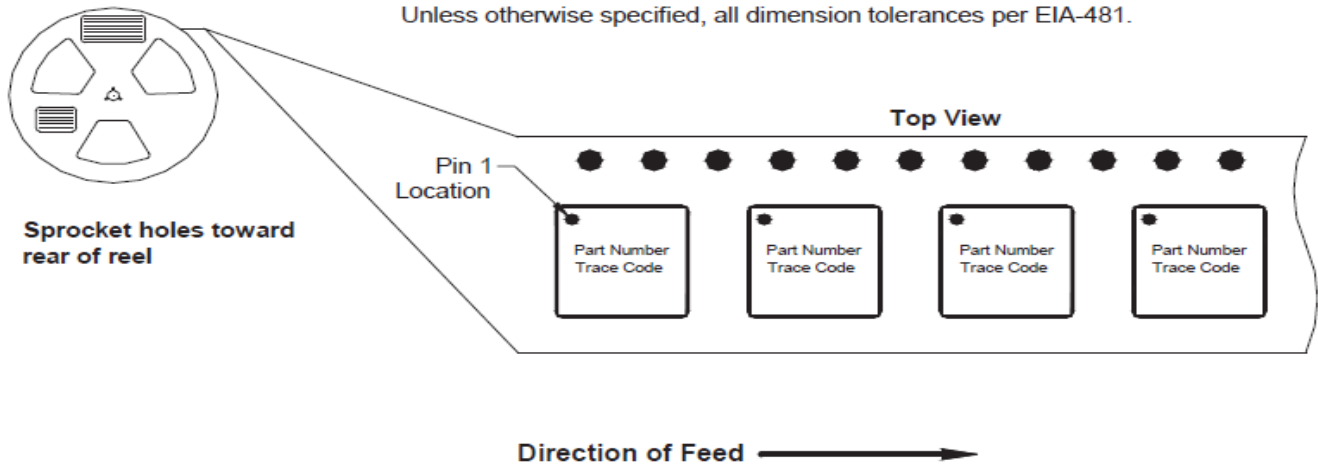 Unless otherwise specified, all dimension tolerances per EIA-481.
Top View
Pin 1
Location
Sprocket holes toward
rear of reel
Part Number
Trace Code
Part Number
Trace Code
Part Number
Trace Code
Part Number
Trace Code
Direction of Feed